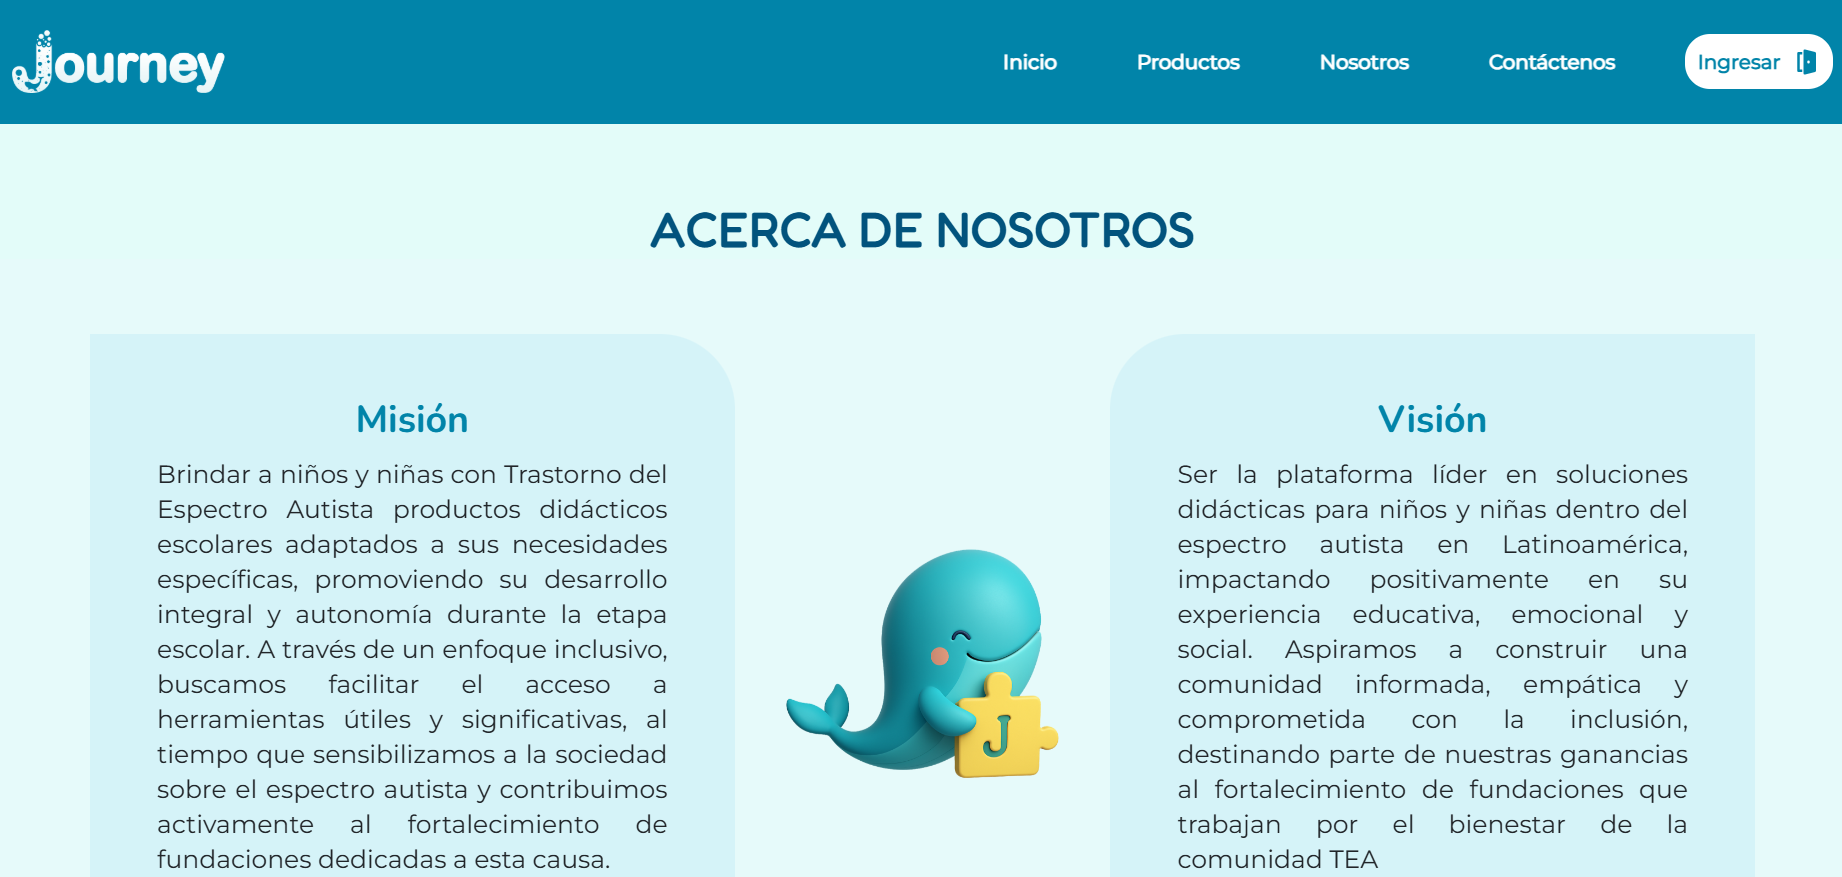 Journey
Inicio
Productos
Nosotros
Contáctenos
Ingresar
ACERCA DE NOSOTROS
Misión
Brindar a niños y niñas con Trastorno del
Espectro Autista productos didácticos
escolares adaptados a sus necesidades
específicas, promoviendo su desarrollo
integral y autonomía durante la etapa
escolar. A través de un enfoque inclusivo,
buscamos facilitar el acceso a
herramientas útiles y significativas, al
tiempo que sensibilizamos a la sociedad
sobre el espectro autista y contribuimos
activamente al fortalecimiento de
fundaciones dedicadas a esta causa.
J
Visión
Ser la plataforma líder en soluciones
didácticas para niños y niñas dentro del
espectro autista en Latinoamérica,
impactando positivamente en su
experiencia educativa, emocional y
social. Aspiramos a construir una
comunidad informada, empática y
comprometida con la inclusión,
destinando parte de nuestras ganancias
al fortalecimiento de fundaciones que
trabajan por el bienestar de la
comunidad TEA